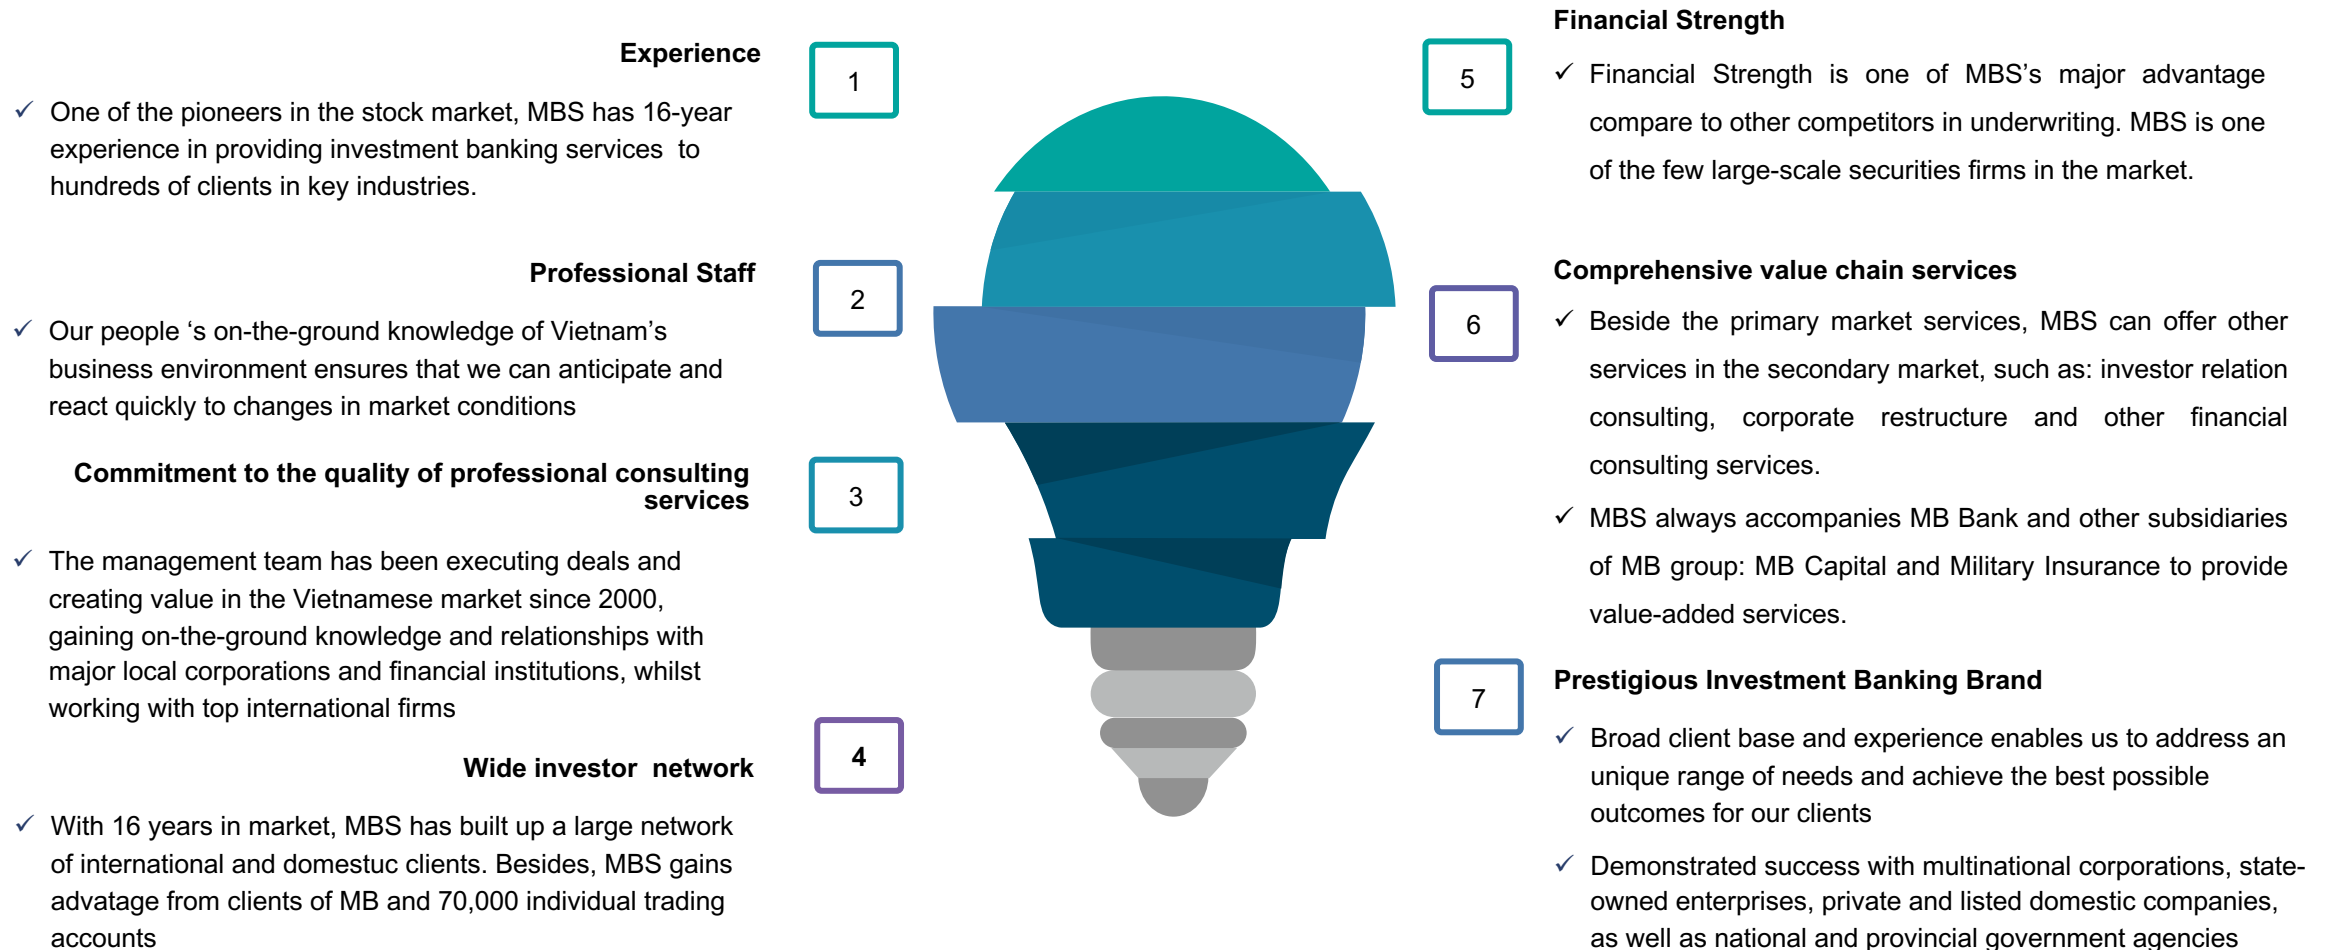 Experience
1
✓ One of the pioneers in the stock market, MBS has 16-year
experience in providing investment banking services to
hundreds of clients in key industries.
Professional Staff
2
✓ Our people ‘s on-the-ground knowledge of Vietnam’s
business environment ensures that we can anticipate and
react quickly to changes in market conditions
Commitment to the quality of professional consulting
services
3
✓ The management team has been executing deals and
creating value in the Vietnamese market since 2000,
gaining on-the-ground knowledge and relationships with
major local corporations and financial institutions, whilst
working with top international firms
4
Wide investor network
✓ With 16 years in market, MBS has built up a large network
of international and domestuc clients. Besides, MBS gains
advatage from clients of MB and 70,000 individual trading
accounts
Financial Strength
5
✓ Financial Strength is one of MBS’s major advantage
compare to other competitors in underwriting. MBS is one
of the few large-scale securities firms in the market.
Comprehensive value chain services
6
✓ Beside the primary market services, MBS can offer other
services in the secondary market, such as: investor relation
consulting, corporate restructure and other financial
consulting services.
✓ MBS always accompanies MB Bank and other subsidiaries
of MB group: MB Capital and Military Insurance to provide
value-added services.
7
Prestigious Investment Banking Brand
✓ Broad client base and experience enables us to address an
unique range of needs and achieve the best possible
outcomes for our clients
✓ Demonstrated success with multinational corporations, state-
owned enterprises, private and listed domestic companies,
as well as national and provincial government agencies